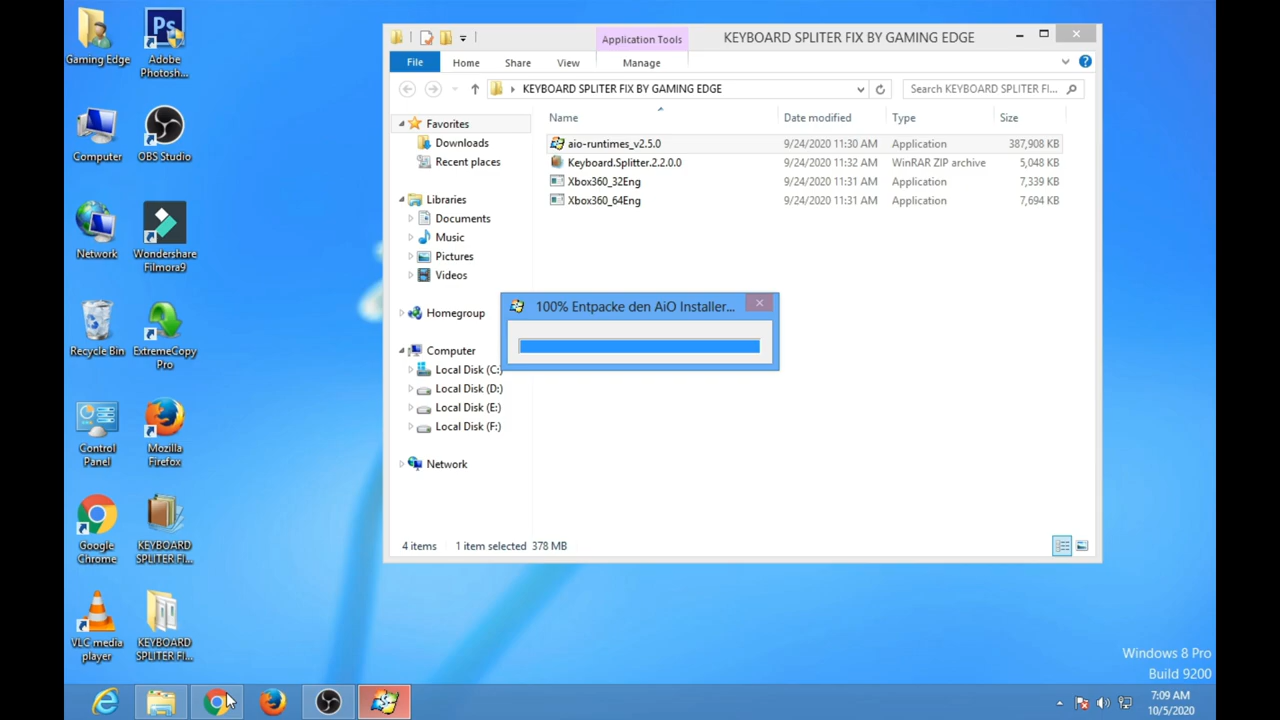 Gaming Edge
Adobe
Photosh...
Computer
OBS Studio
Network
Wondershare
Filmora9
Recycle Bin
ExtremeCopy
Pro
Control
Panel
Mozilla
Firefox
Google
Chrome
KEYBOARD
SPLITER FI...
VLC media
player
KEYBOARD
SPLITER FI...
Application Tools
KEYBOARD SPLITER FIX BY GAMING EDGE
File
Home
Share
View
Manage
KEYBOARD SPLITER FIX BY GAMING EDGE
Search KEYBOARD SPLITER FI...
Favorites
Downloads
Recent places
Libraries
Documents
Music
Pictures
Videos
Homegroup
Computer
Local Disk (C:)
Local Disk (D:)
Local Disk (E:)
Local Disk (F:)
Network
Name Date modified Type Size
aio-runtimes_v2.5.0 9/24/2020 11:30 AM Application 387,908 KB
Keyboard.Splitter.2.2.0.0 9/24/2020 11:31 AM WinRAR ZIP archive 5,048 KB
Xbox360_32Eng 9/24/2020 11:31 AM Application 7,339 KB
Xbox360_64Eng 9/24/2020 11:31 AM Application 7,694 KB
100% Entpacke den AiO Installer...
4 items 1 item selected 378 MB
Windows 8 Pro
Build 9200
7:09 AM
10/5/2020